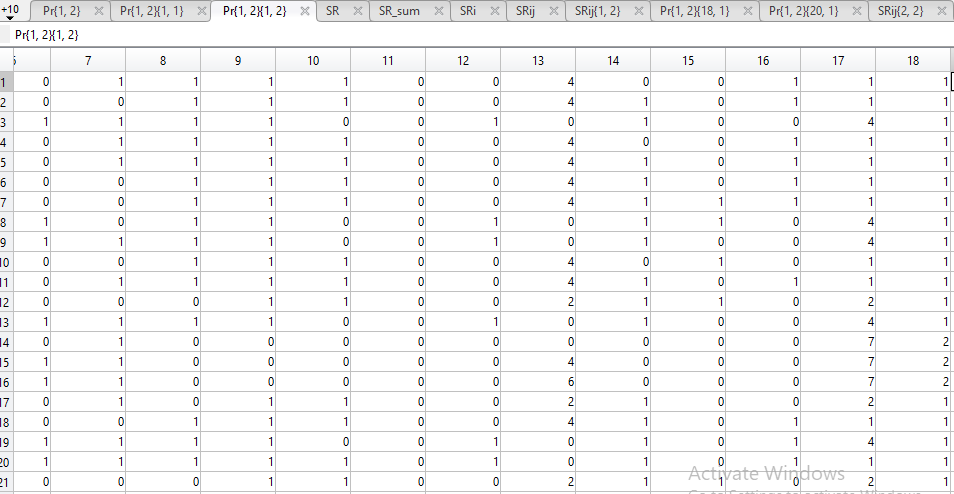 +10 Pr{1, 2} Pr{1, 2}{1, 1} Pr{1, 2}{1, 2} SR SR_sum SRi SRij SRij{1, 2} Pr{1, 2}{18, 1} Pr{1, 2}{20, 1} SRij{2, 2}
Pr{1, 2}{1, 2}
7 8 9 10 11 12 13 14 15 16 17 18
1 0 1 1 1 1 0 0 4 0 0 1 1 1
2 0 0 1 1 1 0 0 4 1 0 1 1 1
3 1 1 1 1 0 0 1 0 1 0 0 4 1
4 0 1 1 1 1 0 0 4 0 0 1 1 1
5 0 1 1 1 1 0 0 4 1 0 1 1 1
6 0 0 1 1 1 0 0 4 1 0 1 1 1
7 0 0 1 1 1 0 0 4 1 1 1 1 1
8 1 0 1 1 0 0 1 0 1 1 0 4 1
9 1 1 1 1 0 0 1 0 1 0 0 4 1
10 0 0 1 1 1 0 0 4 0 1 0 1 1
11 0 1 1 1 1 0 0 4 1 0 1 1 1
12 0 0 0 1 1 0 0 2 1 1 0 2 1
13 1 1 1 1 0 0 1 0 1 0 0 4 1
14 0 1 0 0 0 0 0 0 0 0 0 7 2
15 1 1 0 0 0 0 0 4 0 0 0 7 2
16 1 1 0 0 0 0 0 6 0 0 0 7 2
17 0 1 0 1 1 0 0 2 1 0 0 2 1
18 0 0 1 1 1 0 0 4 1 0 1 1 1
19 1 1 1 1 0 0 1 0 1 0 1 4 1
20 1 1 1 1 1 0 1 0 1 0 1 1 1
21 0 0 0 1 1 0 0 2 1 1 0 2 1
Activate Windows